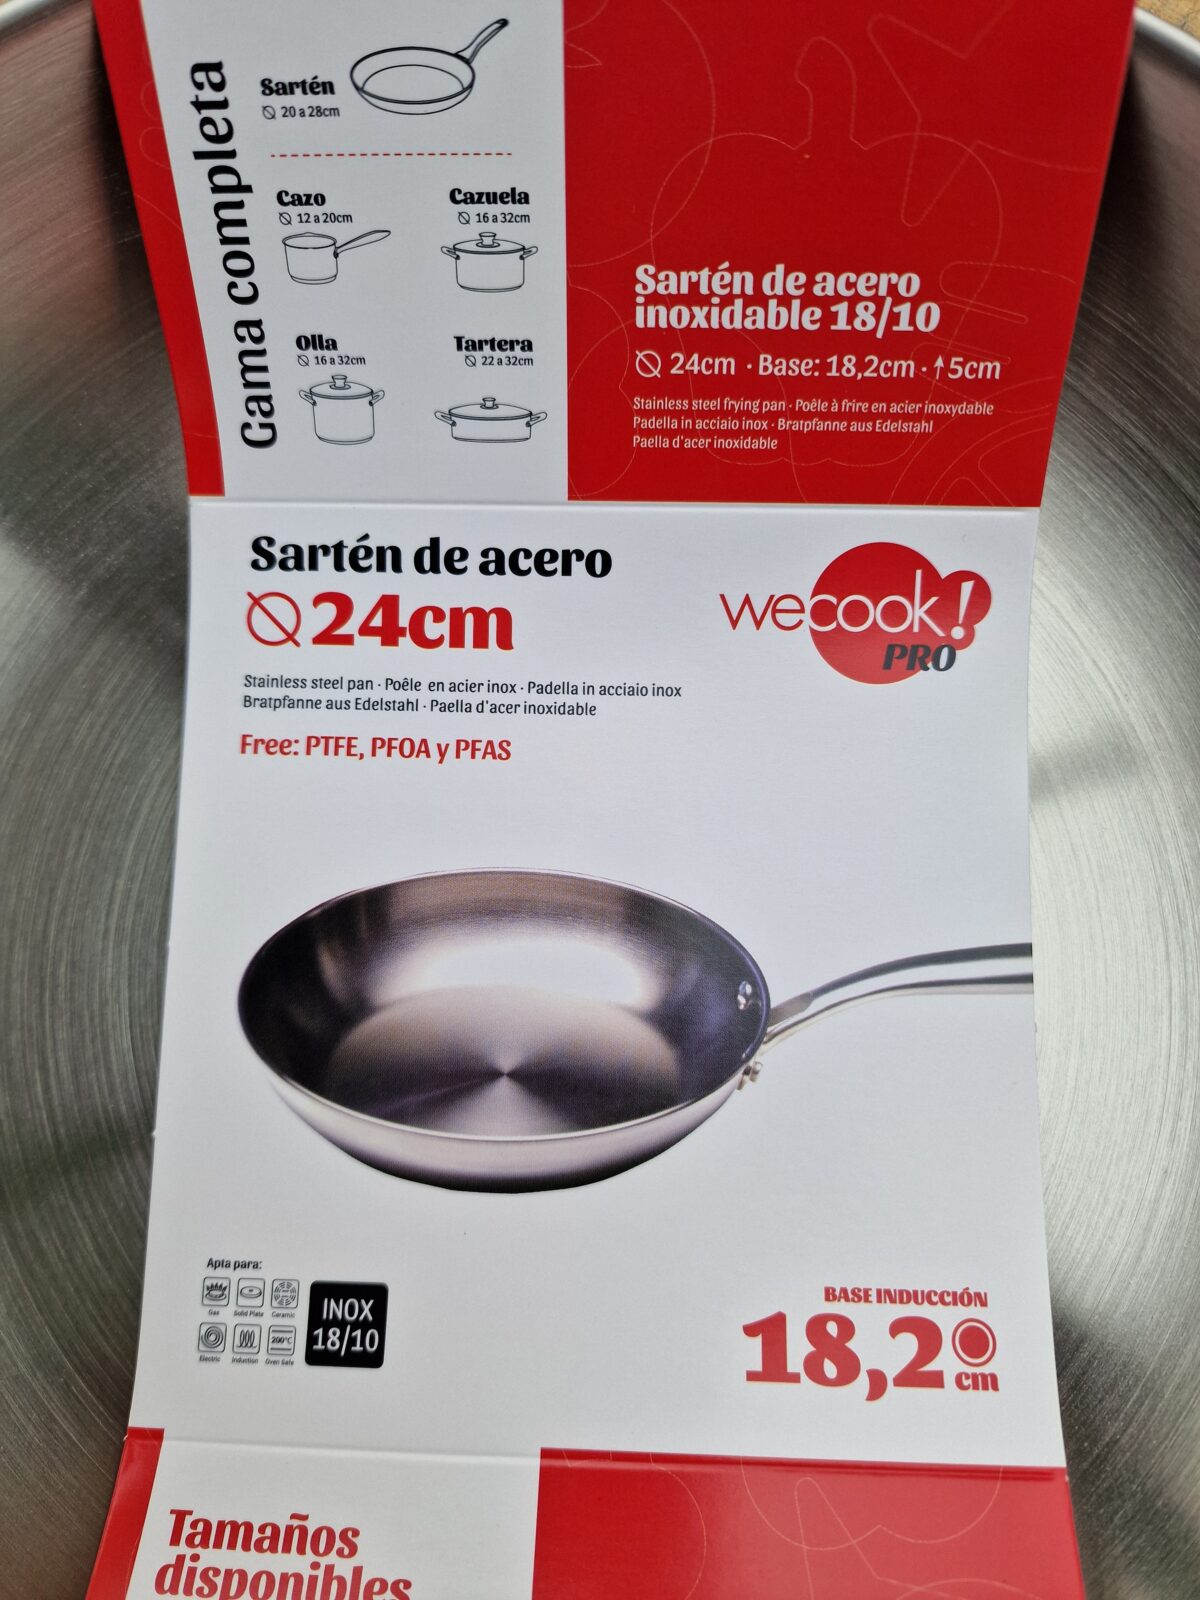 Gama completa
Sartén
20 a 28cm
Cazo
12 a 20cm
Cazuela
16 a 32cm
Olla
16 a 32cm
Tartera
22 a 32cm
Sartén de acero
inoxidable 18/10
24cm · Base: 18,2cm · ↑5cm
Stainless steel frying pan · Poêle à frire en acier inoxydable
Padella in acciaio inox · Bratpfanne aus Edelstahl
Paella d'acer inoxidable
Sartén de acero
24cm
wecook!
PRO
Stainless steel pan · Poêle en acier inox · Padella in acciaio inox
Bratpfanne aus Edelstahl · Paella d'acer inoxidable
Free: PTFE, PFOA y PFAS
Apta para:
Gas Solid Plate Ceramic
200°C
Electric Induction Oven Safe
INOX
18/10
BASE INDUCCIÓN
18,2 cm
Tamaños
disponibles